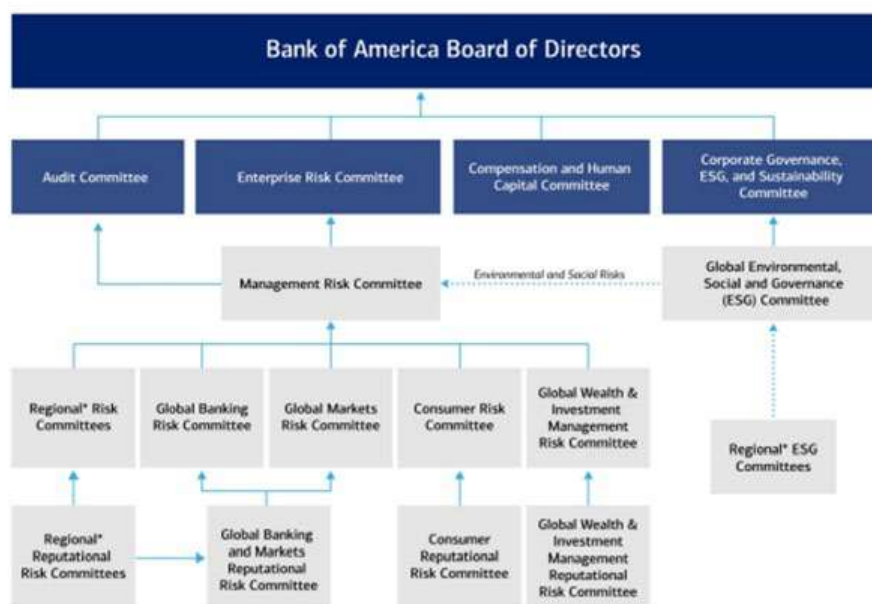 Bank of America Board of Directors
Audit Committee
Enterprise Risk Committee
Compensation and Human
Capital Committee
Corporate Governance,
ESG, and Sustainability
Committee
Management Risk Committee
Environmental and Social Risks
Global Environmental,
Social and Governance
(ESG) Committee
Regional* Risk
Committees
Global Banking
Risk Committee
Global Markets
Risk Committee
Consumer Risk
Committee
Global Wealth &
Investment
Management
Risk Committee
Regional* ESG
Committees
Regional*
Reputational
Risk Committees
Global Banking
and Markets
Reputational
Risk Committee
Consumer
Reputational
Risk Committee
Global Wealth &
Investment
Management
Reputational
Risk Committee